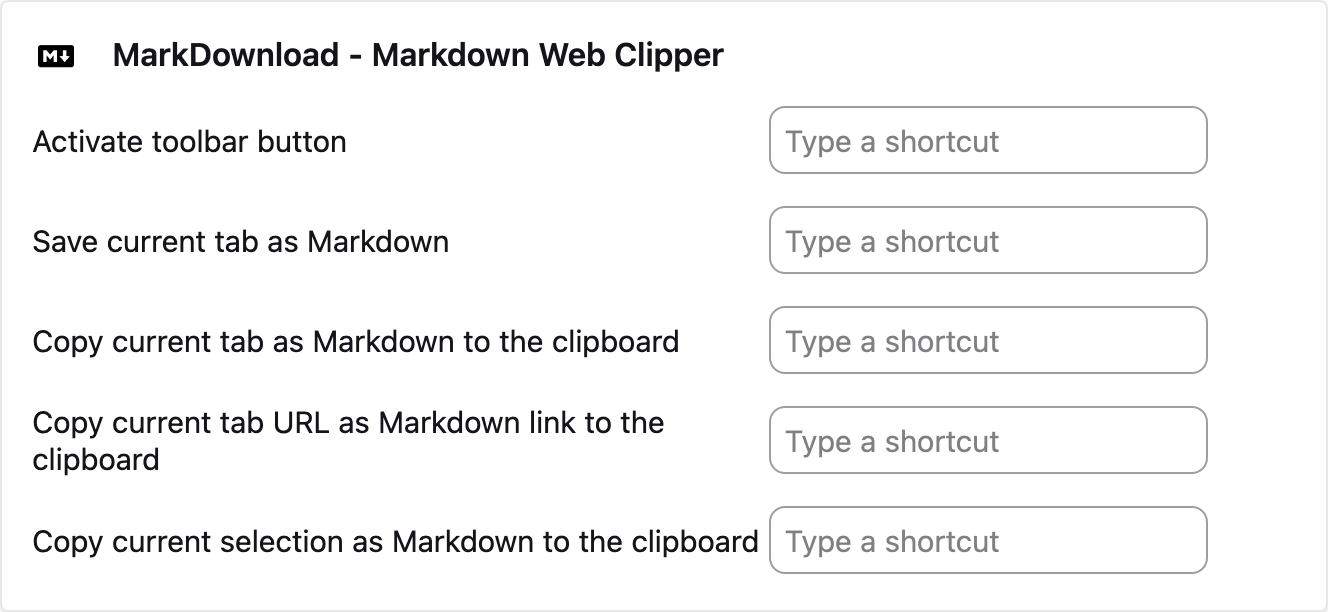 M↓ MarkDownload - Markdown Web Clipper
Activate toolbar button Type a shortcut
Save current tab as Markdown Type a shortcut
Copy current tab as Markdown to the clipboard Type a shortcut
Copy current tab URL as Markdown link to the
clipboard Type a shortcut
Copy current selection as Markdown to the clipboard Type a shortcut